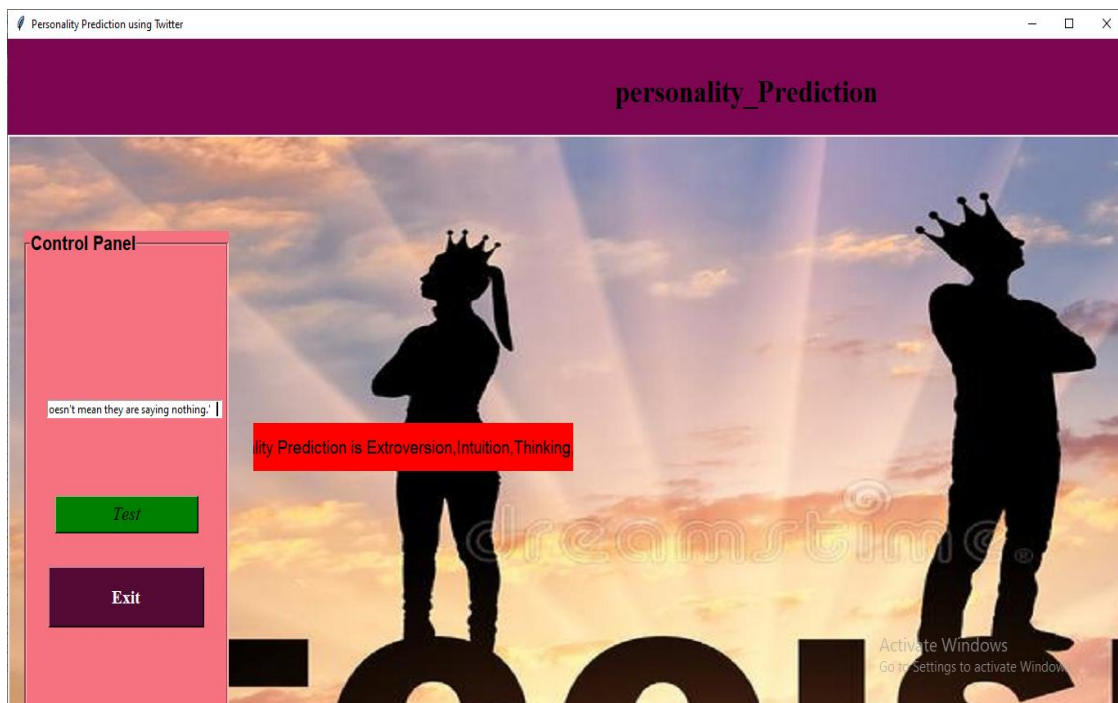 Personality Prediction using Twitter
personality_Prediction
Control Panel
oesn't mean they are saying nothing.'
lity Prediction is Extroversion,Intuition,Thinking,
Test
dreamstime
Exit
Activate Windows
Go to Settings to activate Window